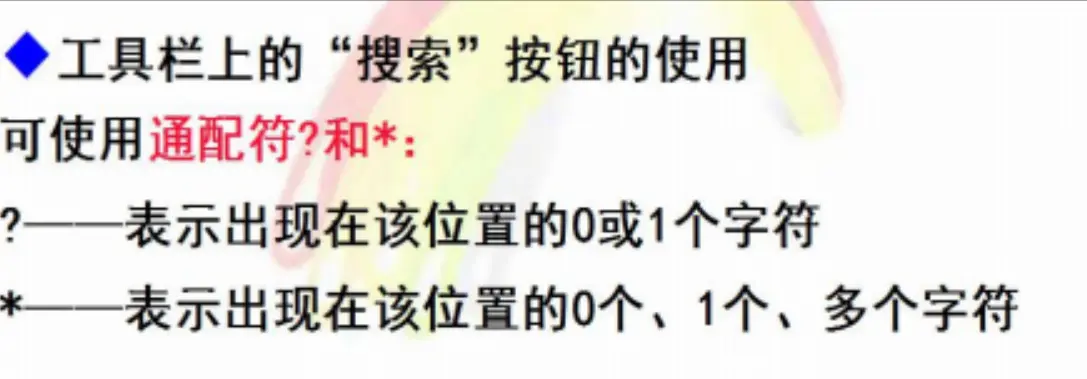 ◆工具栏上的“搜索”按钮的使用
可使用通配符?和*：
?——表示出现在该位置的0或1个字符
*——表示出现在该位置的0个、1个、多个字符